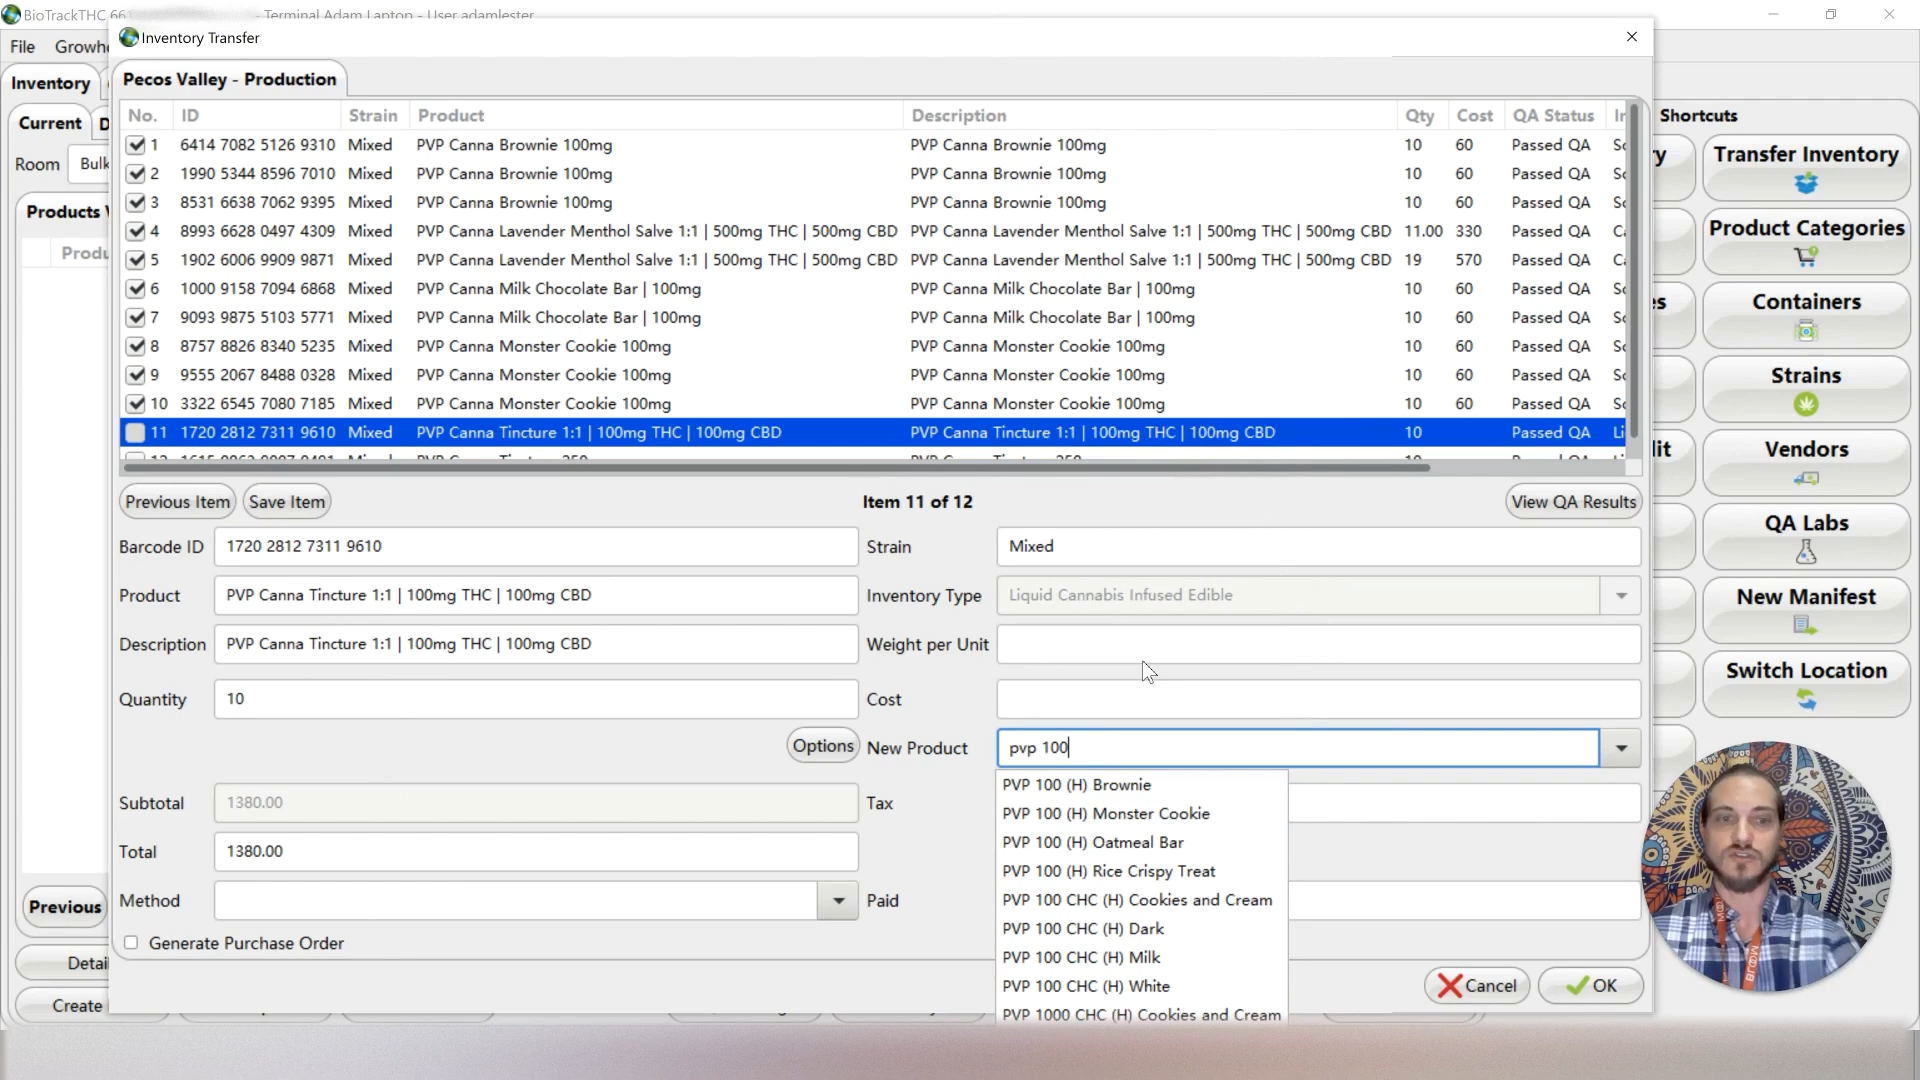 BioTrackTHC 661 - Terminal Adam Laptop - User adamlester
Inventory Transfer
File
Inventory
Current
Room
Pecos Valley - Production
No. ID Strain Product Description Qty Cost QA Status
1 6414 7082 5126 9310 Mixed PVP Canna Brownie 100mg PVP Canna Brownie 100mg 10 60 Passed QA
2 1990 5344 8596 7010 Mixed PVP Canna Brownie 100mg PVP Canna Brownie 100mg 10 60 Passed QA
3 8531 6638 7062 9395 Mixed PVP Canna Brownie 100mg PVP Canna Brownie 100mg 10 60 Passed QA
4 8993 6628 0497 4309 Mixed PVP Canna Lavender Menthol Salve 1:1 | 500mg THC | 500mg CBD PVP Canna Lavender Menthol Salve 1:1 | 500mg THC | 500mg CBD 11.00 330 Passed QA
5 1902 6006 9909 9871 Mixed PVP Canna Lavender Menthol Salve 1:1 | 500mg THC | 500mg CBD PVP Canna Lavender Menthol Salve 1:1 | 500mg THC | 500mg CBD 19 570 Passed QA
6 1000 9158 7094 6868 Mixed PVP Canna Milk Chocolate Bar | 100mg PVP Canna Milk Chocolate Bar | 100mg 10 60 Passed QA
7 9093 9875 5103 5771 Mixed PVP Canna Milk Chocolate Bar | 100mg PVP Canna Milk Chocolate Bar | 100mg 10 60 Passed QA
8 8757 8826 8340 5235 Mixed PVP Canna Monster Cookie 100mg PVP Canna Monster Cookie 100mg 10 60 Passed QA
9 9555 2067 8488 0328 Mixed PVP Canna Monster Cookie 100mg PVP Canna Monster Cookie 100mg 10 60 Passed QA
10 3322 6545 7080 7185 Mixed PVP Canna Monster Cookie 100mg PVP Canna Monster Cookie 100mg 10 60 Passed QA
11 1720 2812 7311 9610 Mixed PVP Canna Tincture 1:1 | 100mg THC | 100mg CBD PVP Canna Tincture 1:1 | 100mg THC | 100mg CBD 10 Passed QA
Previous Item Save Item Item 11 of 12 View QA Results
Barcode ID 1720 2812 7311 9610 Strain Mixed
Product PVP Canna Tincture 1:1 | 100mg THC | 100mg CBD Inventory Type Liquid Cannabis Infused Edible
Description PVP Canna Tincture 1:1 | 100mg THC | 100mg CBD Weight per Unit
Quantity 10 Cost
Options New Product pvp 100
PVP 100 (H) Brownie
PVP 100 (H) Monster Cookie
PVP 100 (H) Oatmeal Bar
PVP 100 (H) Rice Crispy Treat
PVP 100 CHC (H) Cookies and Cream
PVP 100 CHC (H) Dark
PVP 100 CHC (H) Milk
PVP 100 CHC (H) White
PVP 1000 CHC (H) Cookies and Cream
Subtotal 1380.00 Tax
Total 1380.00
Method Paid
Generate Purchase Order
Cancel OK
Previous
Create
Shortcuts
Transfer Inventory
Product Categories
Containers
Strains
Vendors
QA Labs
New Manifest
Switch Location